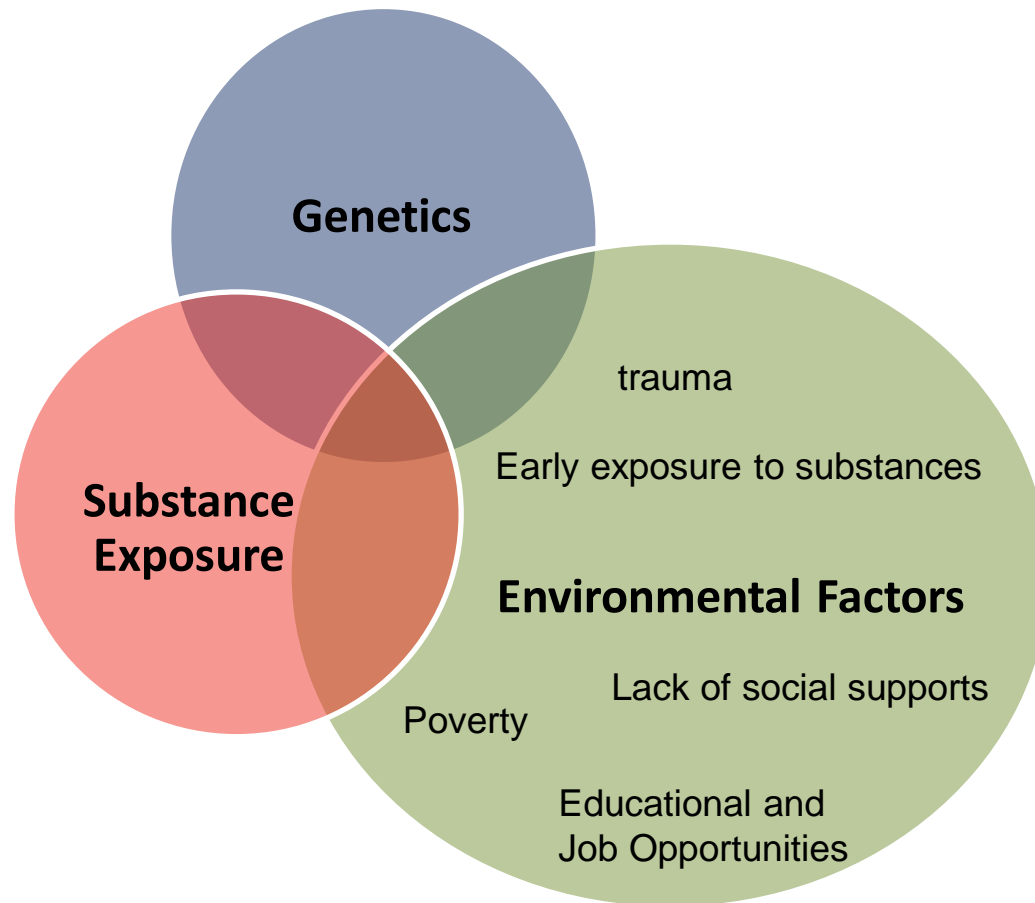 Genetics
trauma
Early exposure to substances
Substance
Exposure
Environmental Factors
Lack of social supports
Poverty
Educational and
Job Opportunities